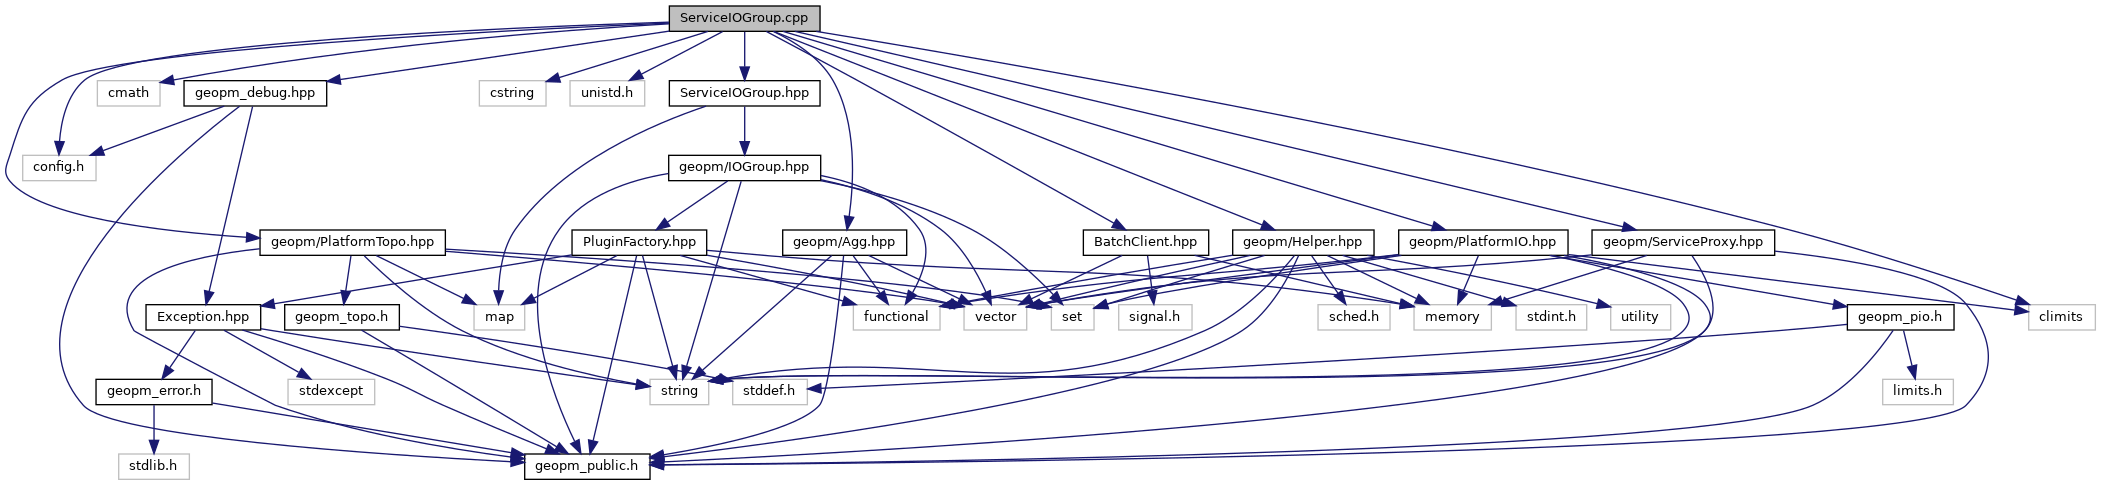 ServiceIOGroup.cpp
cmath
geopm_debug.hpp
cstring
unistd.h
ServiceIOGroup.hpp
config.h
geopm/IOGroup.hpp
geopm/PlatformTopo.hpp
PluginFactory.hpp
geopm/Agg.hpp
BatchClient.hpp
geopm/Helper.hpp
geopm/PlatformIO.hpp
geopm/ServiceProxy.hpp
Exception.hpp
geopm_topo.h
map
functional
vector
set
signal.h
sched.h
memory
stdint.h
utility
geopm_pio.h
climits
geopm_error.h
stdexcept
string
stddef.h
limits.h
stdlib.h
geopm_public.h